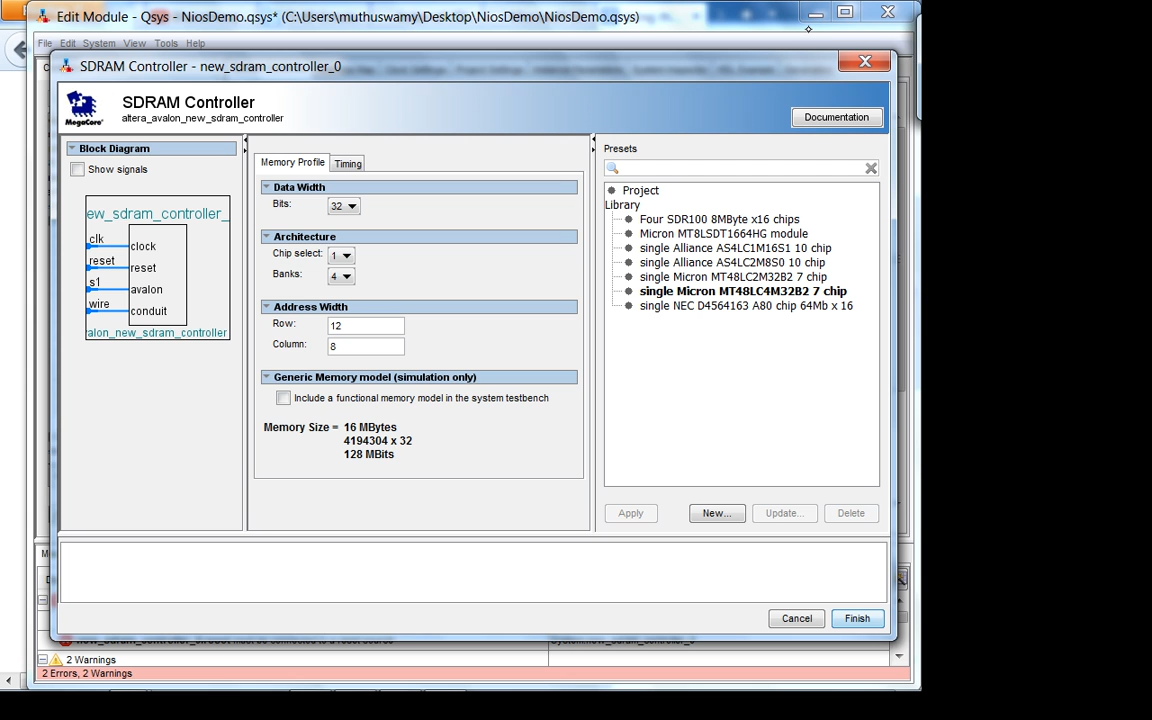 Edit Module - Qsys - NiosDemo.qsys* (C:\Users\muthuswamy\Desktop\NiosDemo\NiosDemo.qsys)
File Edit System View Tools Help
SDRAM Controller - new_sdram_controller_0
SDRAM Controller
altera_avalon_new_sdram_controller
MegaCore
Documentation
Block Diagram
Show signals
ew_sdram_controller_
clk
clock
reset
reset
s1
avalon
wire
conduit
valon_new_sdram_controller
Memory Profile
Timing
Data Width
Bits: 32
Architecture
Chip select: 1
Banks: 4
Address Width
Row: 12
Column: 8
Generic Memory model (simulation only)
Include a functional memory model in the system testbench
Memory Size = 16 MBytes
4194304 x 32
128 MBits
Presets
Project
Library
Four SDR100 8MByte x16 chips
Micron MT8LSDT1664HG module
single Alliance AS4LC1M16S1 10 chip
single Alliance AS4LC2M8S0 10 chip
single Micron MT48LC2M32B2 7 chip
single Micron MT48LC4M32B2 7 chip
single NEC D4564163 A80 chip 64Mb x 16
Apply
New...
Update...
Delete
Cancel
Finish
2 Warnings
2 Errors, 2 Warnings